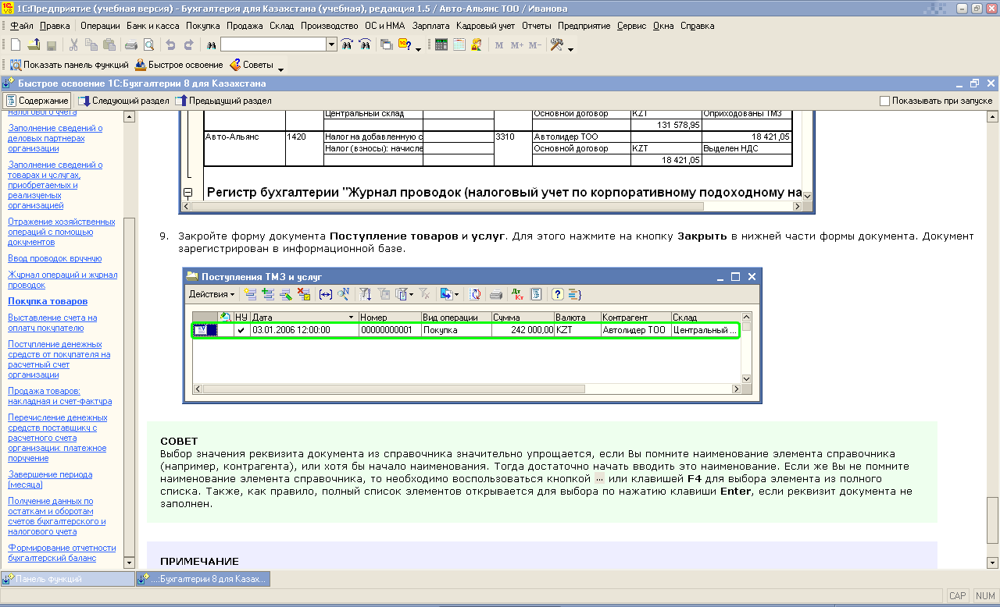 1С:Предприятие (учебная версия) - Бухгалтерия для Казахстана (учебная), редакция 1.5 / Авто-Альянс ТОО / Иванова
Файл Правка Операции Банк и касса Покупка Продажа Склад Производство ОС и НМА Зарплата Кадровый учет Отчеты Предприятие Сервис Окна Справка
M M+ M-
Показать панель функций Быстрое освоение Советы
Быстрое освоение 1С:Бухгалтерии 8 для Казахстана
Содержание Следующий раздел Предыдущий раздел Показывать при запуске
налогового учета
Заполнение сведений о
деловых партнерах
организации
Заполнение сведений о
товарах и услугах,
приобретаемых и
реализуемых
организацией
Отражение хозяйственных
операций с помощью
документов
Ввод проводок вручную
Журнал операций и журнал
проводок
Покупка товаров
Выставление счета на
оплату покупателю
Поступление денежных
средств от покупателя на
расчетный счет
организации
Продажа товаров:
накладная и счет-фактура
Перечисление денежных
средств поставщику с
расчетного счета
организации: платежное
поручение
Завершение периода
(месяца)
Получение данных по
остаткам и оборотам
счетов бухгалтерского и
налогового учета
Формирование отчетности
бухгалтерский баланс
Центральный склад Основной договор KZT Оприходованы ТМЗ
131 578,95
Авто-Альянс 1420 Налог на добавленную с 3310 Автолидер ТОО 18 421,05
Налог (взносы): начисле Основной договор KZT Выделен НДС
18 421,05
Регистр бухгалтерии "Журнал проводок (налоговый учет по корпоративному подоходному на
9. Закройте форму документа Поступление товаров и услуг. Для этого нажмите на кнопку Закрыть в нижней части формы документа. Документ
зарегистрирован в информационной базе.
Поступления ТМЗ и услуг
Действия
НУ Дата Номер Вид операции Сумма Валюта Контрагент Склад
03.01.2006 12:00:00 00000000001 Покупка 242 000,00 KZT Автолидер ТОО Центральный ...
СОВЕТ
Выбор значения реквизита документа из справочника значительно упрощается, если Вы помните наименование элемента справочника
(например, контрагента), или хотя бы начало наименования. Тогда достаточно начать вводить это наименование. Если же Вы не помните
наименование элемента справочника, то необходимо воспользоваться кнопкой ... или клавишей F4 для выбора элемента из полного
списка. Также, как правило, полный список элементов открывается для выбора по нажатию клавиши Enter, если реквизит документа не
заполнен.
ПРИМЕЧАНИЕ
Панель функций ...:Бухгалтерии 8 для Казах...
CAP NUM